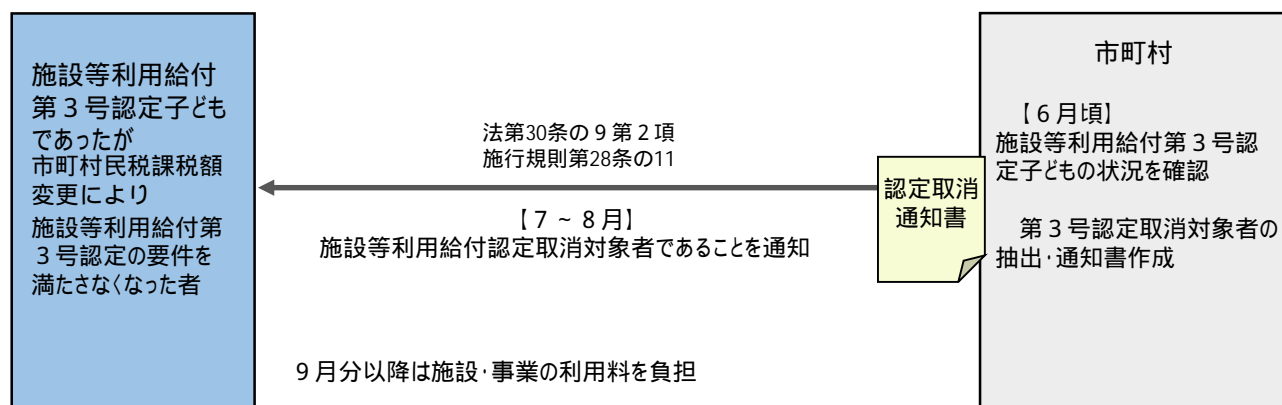 施設等利用給付
第３号認定子ども
であったが
市町村民税課税額
変更により
施設等利用給付第
３号認定の要件を
満たさなくなった者
法第30条の９第２項
施行規則第28条の11
【７～８月】
施設等利用給付認定取消対象者であることを通知
９月分以降は施設･事業の利用料を負担
認定取消
通知書
市町村
【６月頃】
施設等利用給付第３号認
定子どもの状況を確認
第３号認定取消対象者の
抽出･通知書作成